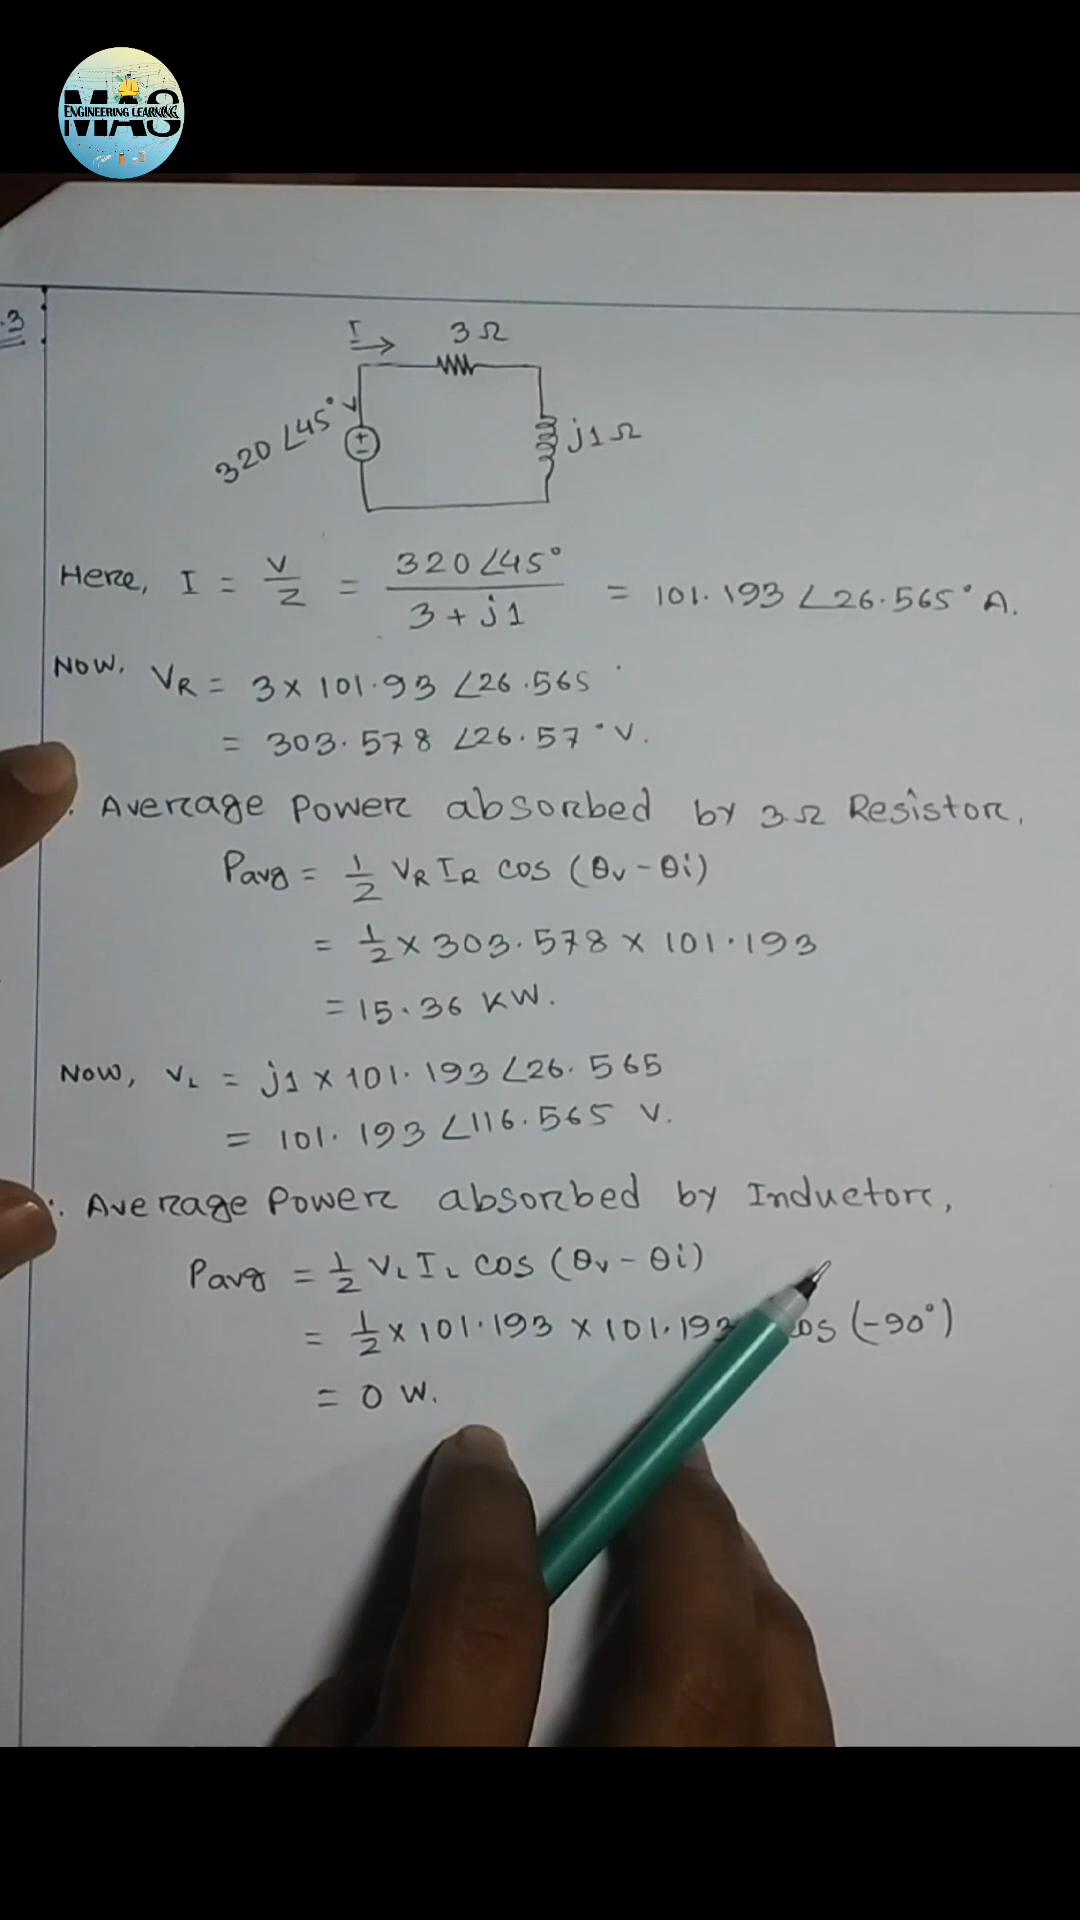 MAS
ENGINEERING LEARNING
.3
I
3Ω
320∠45° V
+
-
j1Ω
Here, I = V/Z = 320∠45° / 3+j1 = 101.193∠26.565° A.
Now, VR = 3×101.93∠26.565°
= 303.578∠26.57° V.
∴ Average Power absorbed by 3Ω Resistor,
Pavg = 1/2 VR IR cos (θv-θi)
= 1/2 × 303.578 × 101.193
= 15.36 KW.
Now, VL = j1×101.193∠26.565
= 101.193∠116.565 V.
∴ Average Power absorbed by Inductor,
Pavg = 1/2 VL IL cos (θv-θi)
= 1/2 × 101.193 × 101.193 cos (-90°)
= 0 W.